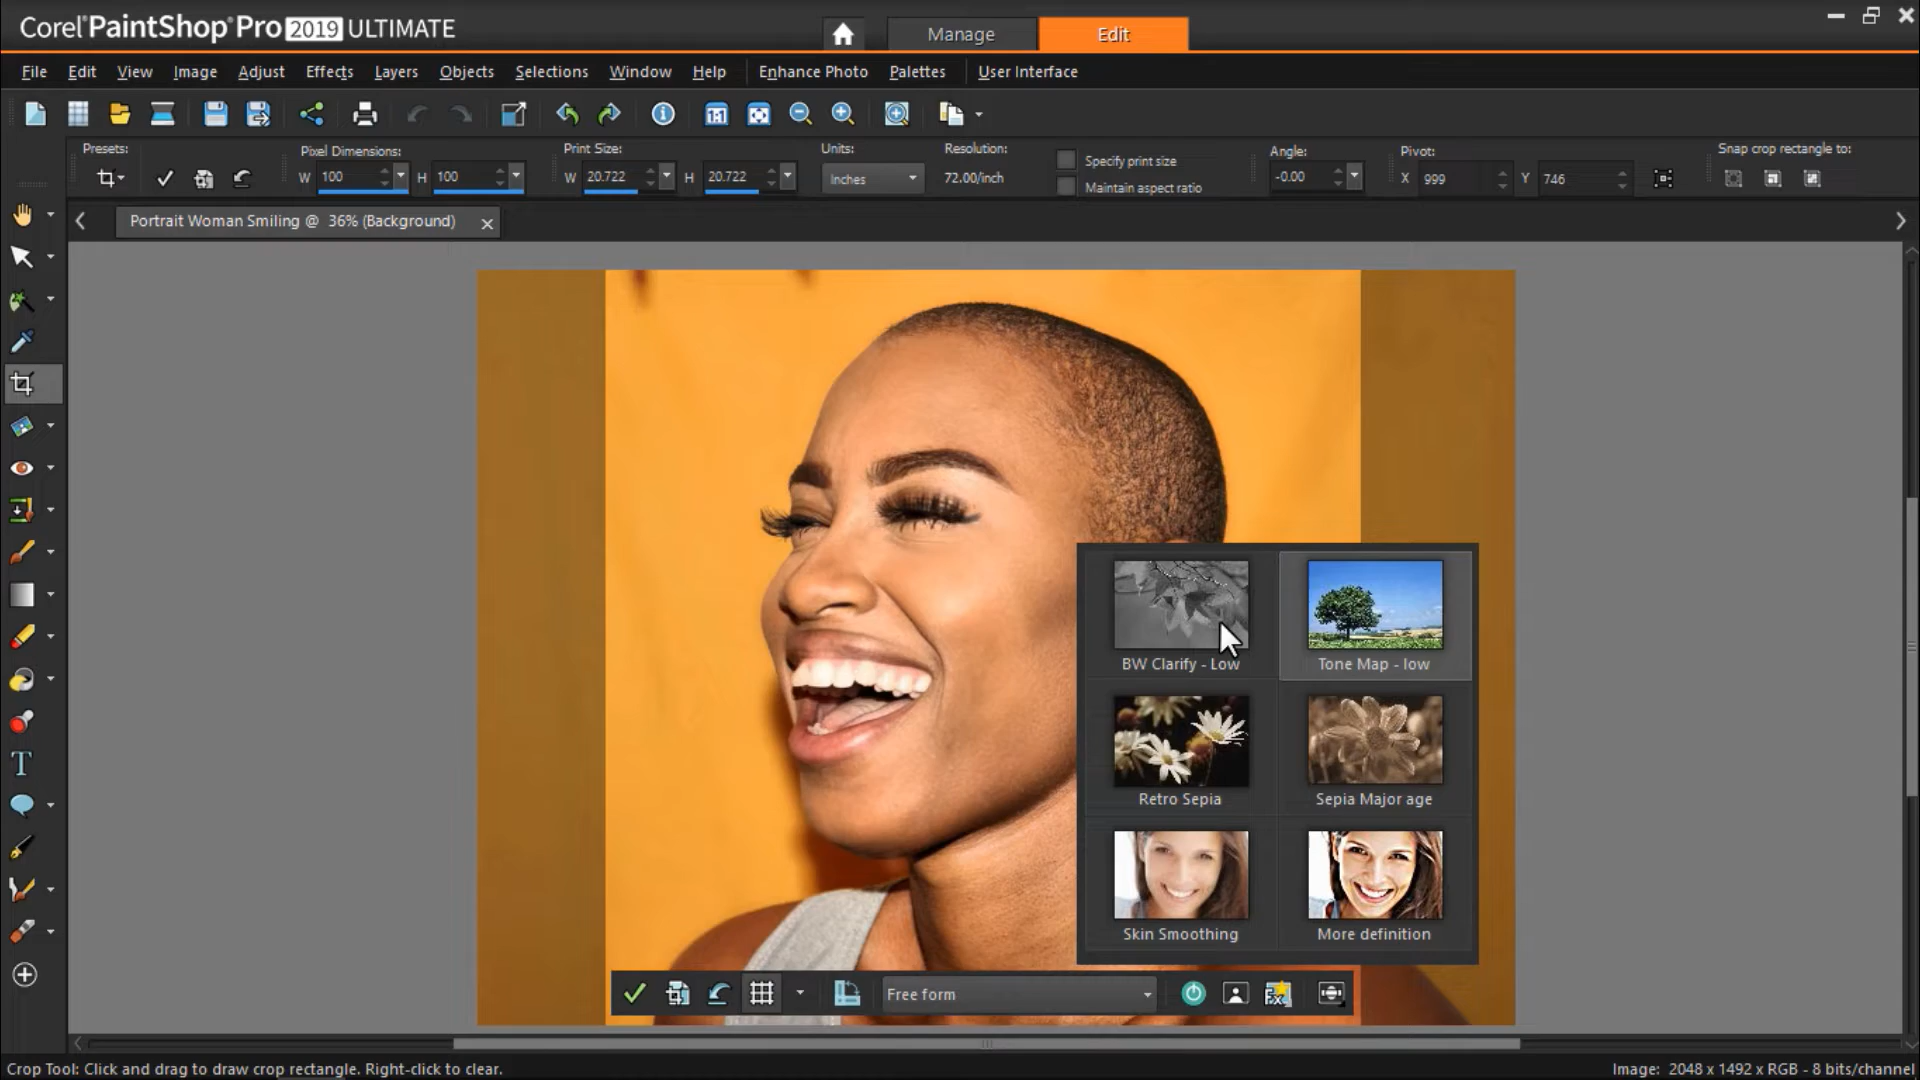 Corel® PaintShop® Pro 2019 ULTIMATE
Manage
Edit
File Edit View Image Adjust Effects Layers Objects Selections Window Help Enhance Photo Palettes User Interface
1:1
Presets:
Pixel Dimensions:
W 100 H 100
Print Size:
W 20.722 H 20.722
Units:
Inches
Resolution:
72.00/inch
Specify print size
Maintain aspect ratio
Angle:
-0.00
Pivot:
X 999 Y 746
Snap crop rectangle to:
Portrait Woman Smiling @ 36% (Background)
BW Clarify - Low
Tone Map - low
Retro Sepia
Sepia Major age
Skin Smoothing
More definition
Free form
Crop Tool: Click and drag to draw crop rectangle. Right-click to clear.
Image: 2048 x 1492 x RGB - 8 bits/channel